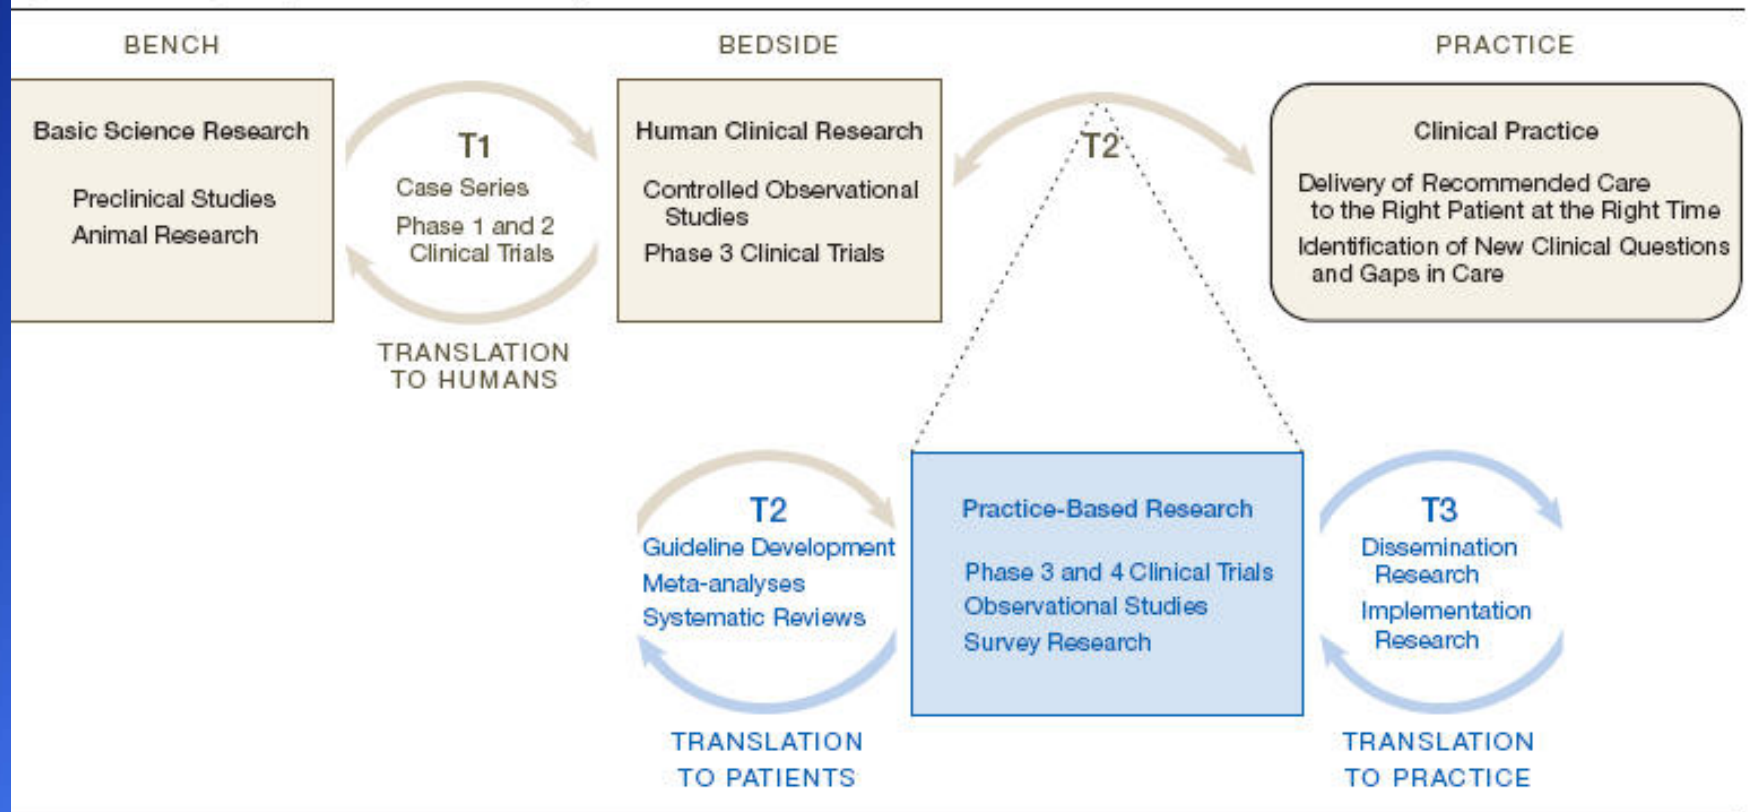 BENCH
BEDSIDE
PRACTICE
Basic Science Research
Preclinical Studies
Animal Research
T1
Case Series
Phase 1 and 2
Clinical Trials
TRANSLATION
TO HUMANS
Human Clinical Research
Controlled Observational
Studies
Phase 3 Clinical Trials
T2
Clinical Practice
Delivery of Recommended Care
to the Right Patient at the Right Time
Identification of New Clinical Questions
and Gaps in Care
T2
Guideline Development
Meta-analyses
Systematic Reviews
TRANSLATION
TO PATIENTS
Practice-Based Research
Phase 3 and 4 Clinical Trials
Observational Studies
Survey Research
T3
Dissemination
Research
Implementation
Research
TRANSLATION
TO PRACTICE